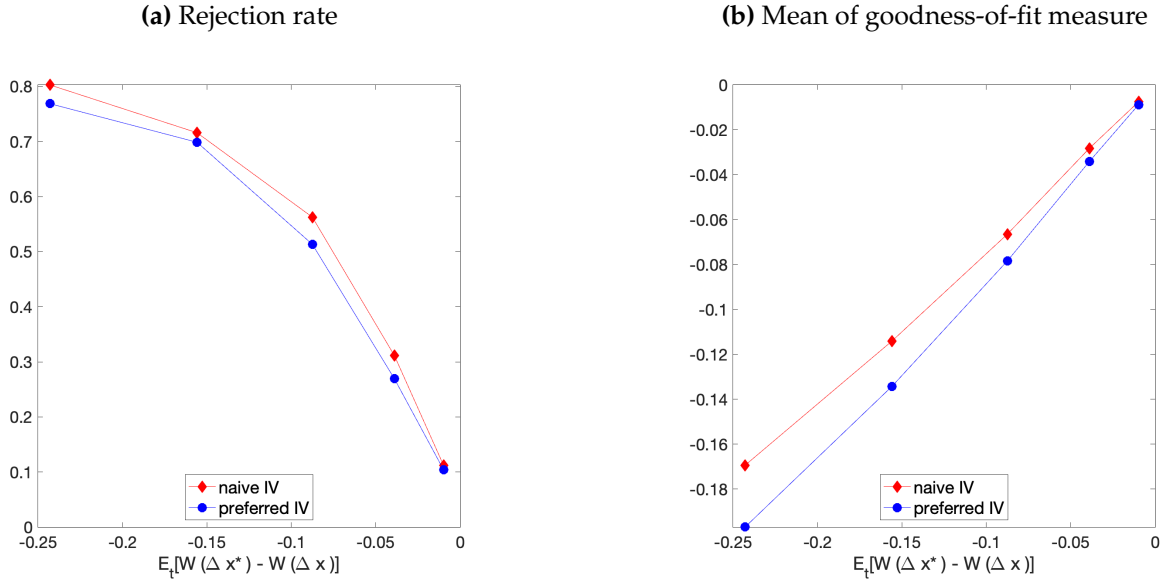 (a) Rejection rate
0.8
0.7
0.6
0.5
0.4
0.3
0.2
0.1
0
-0.25 -0.2 -0.15 -0.1 -0.05 0
naive IV
preferred IV
E_t[W (Δ x*) - W (Δ x)]
(b) Mean of goodness-of-fit measure
0
-0.02
-0.04
-0.06
-0.08
-0.1
-0.12
-0.14
-0.16
-0.18
-0.25 -0.2 -0.15 -0.1 -0.05 0
naive IV
preferred IV
E_t[W (Δ x*) - W (Δ x)]